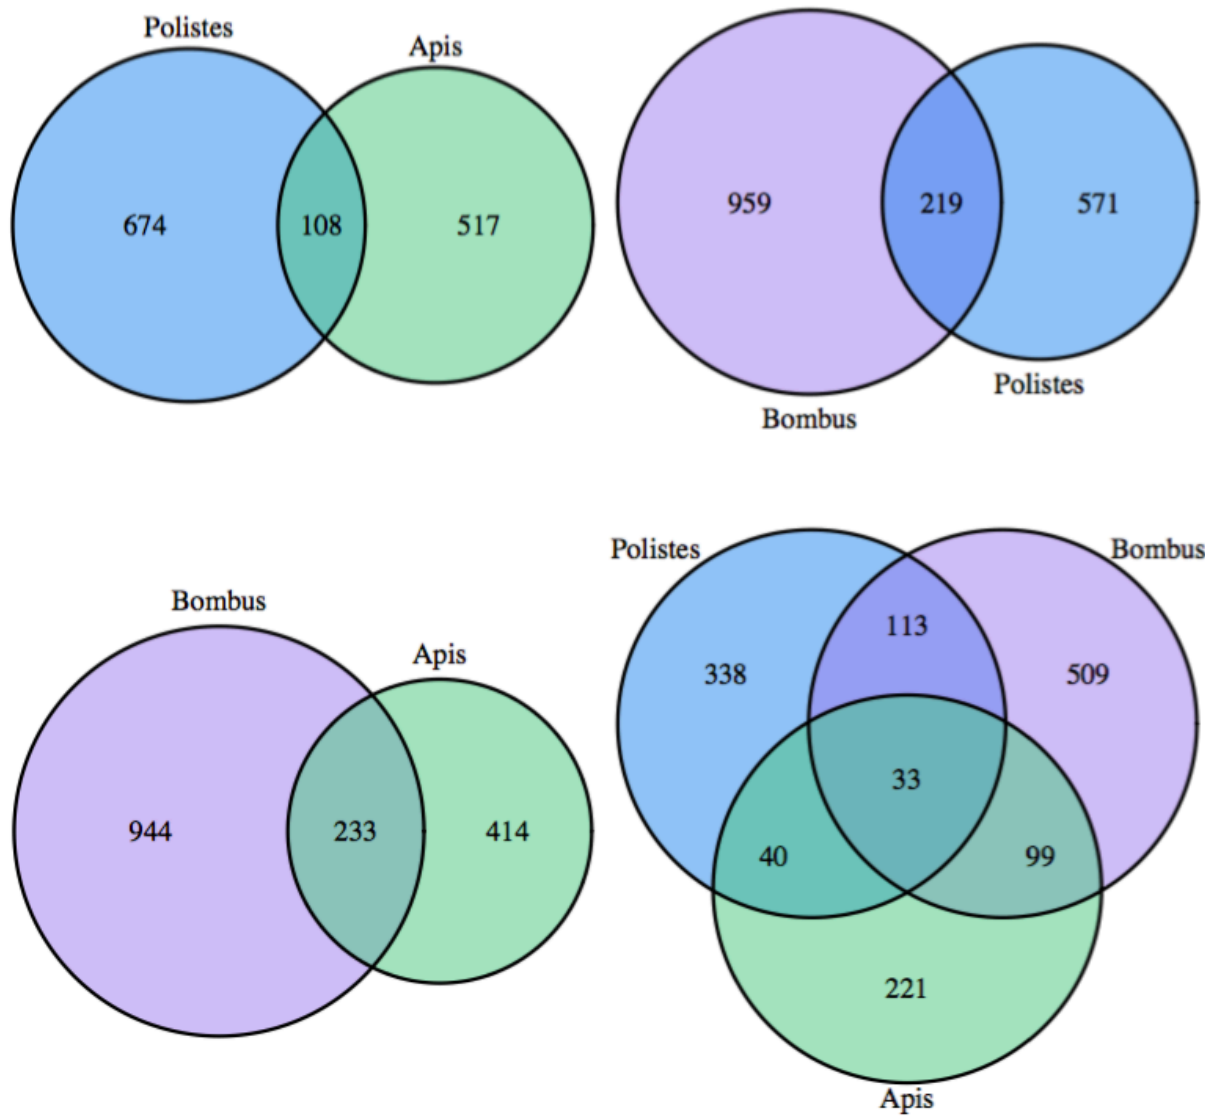 Polistes
Apis
674
108
517
959
219
571
Bombus
Polistes
Bombus
Apis
944
233
414
Polistes
Bombus
113
338
509
33
40
99
221
Apis